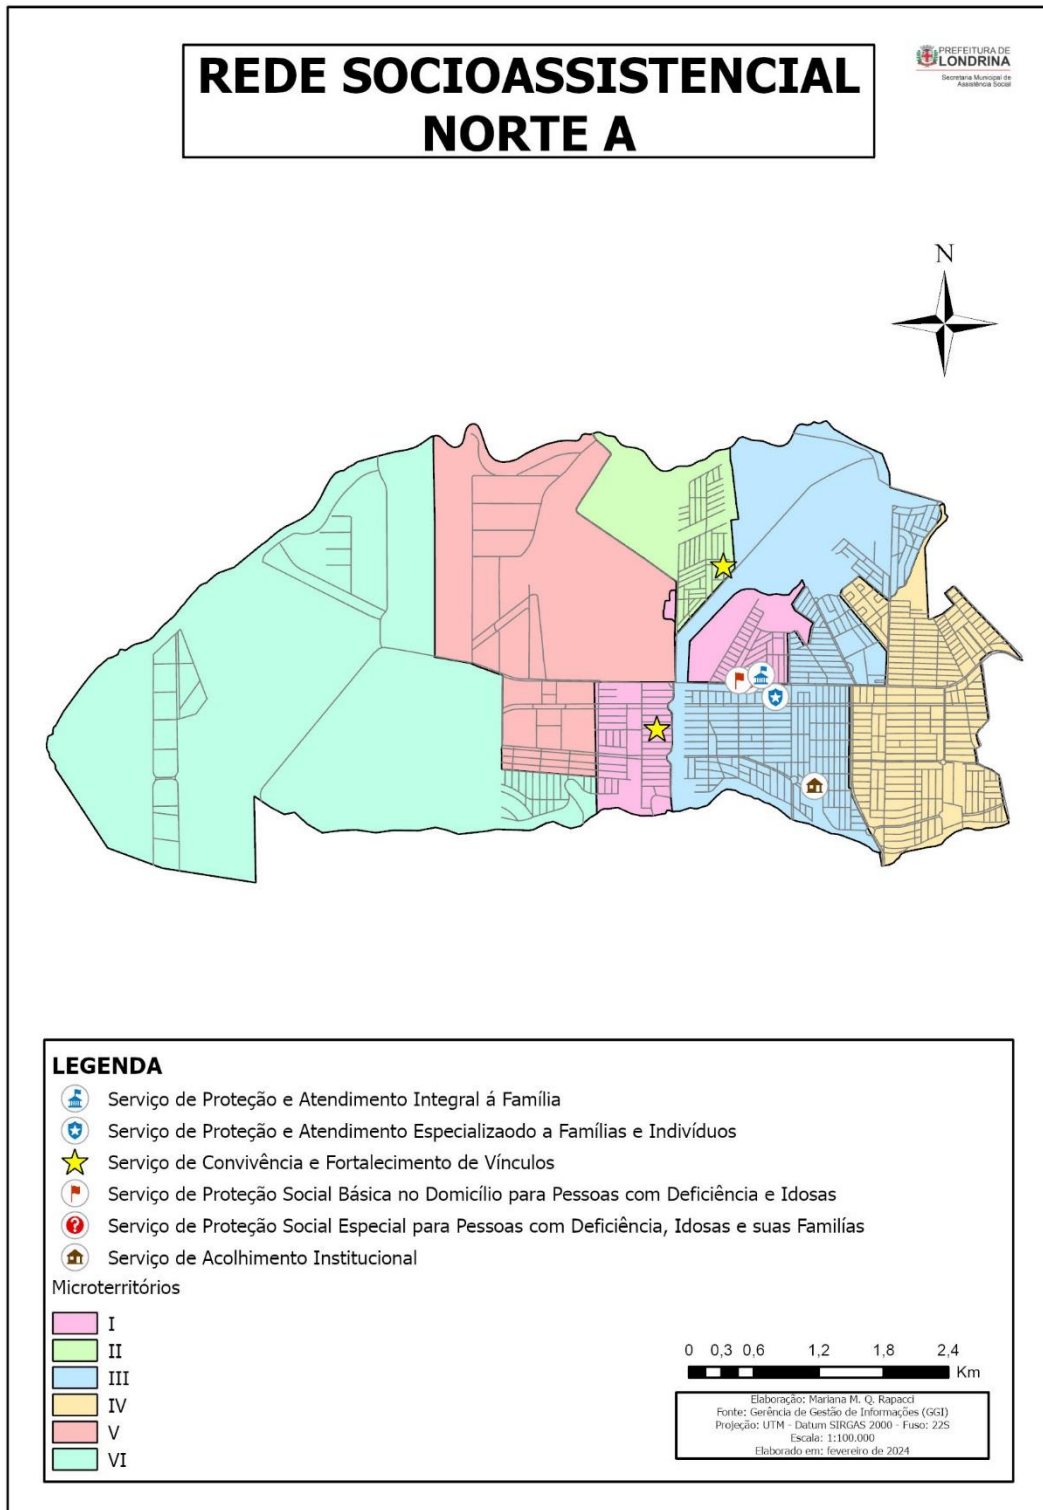 REDE SOCIOASSISTENCIAL
NORTE A
PREFEITURA DE
LONDRINA
Secretaria Municipal de
Assistência Social
N
LEGENDA
Serviço de Proteção e Atendimento Integral á Família
Serviço de Proteção e Atendimento Especializaodo a Famílias e Indivíduos
Serviço de Convivência e Fortalecimento de Vínculos
Serviço de Proteção Social Básica no Domicílio para Pessoas com Deficiência e Idosas
Serviço de Proteção Social Especial para Pessoas com Deficiência, Idosas e suas Familías
Serviço de Acolhimento Institucional
Microterritórios
I
II
III
IV
V
VI
0 0,3 0,6 1,2 1,8 2,4
Km
Elaboração: Mariana M. Q. Rapacci
Fonte: Gerência de Gestão de Informações (GGI)
Projeção: UTM - Datum SIRGAS 2000 - Fuso: 22S
Escala: 1:100.000
Elaborado em: fevereiro de 2024